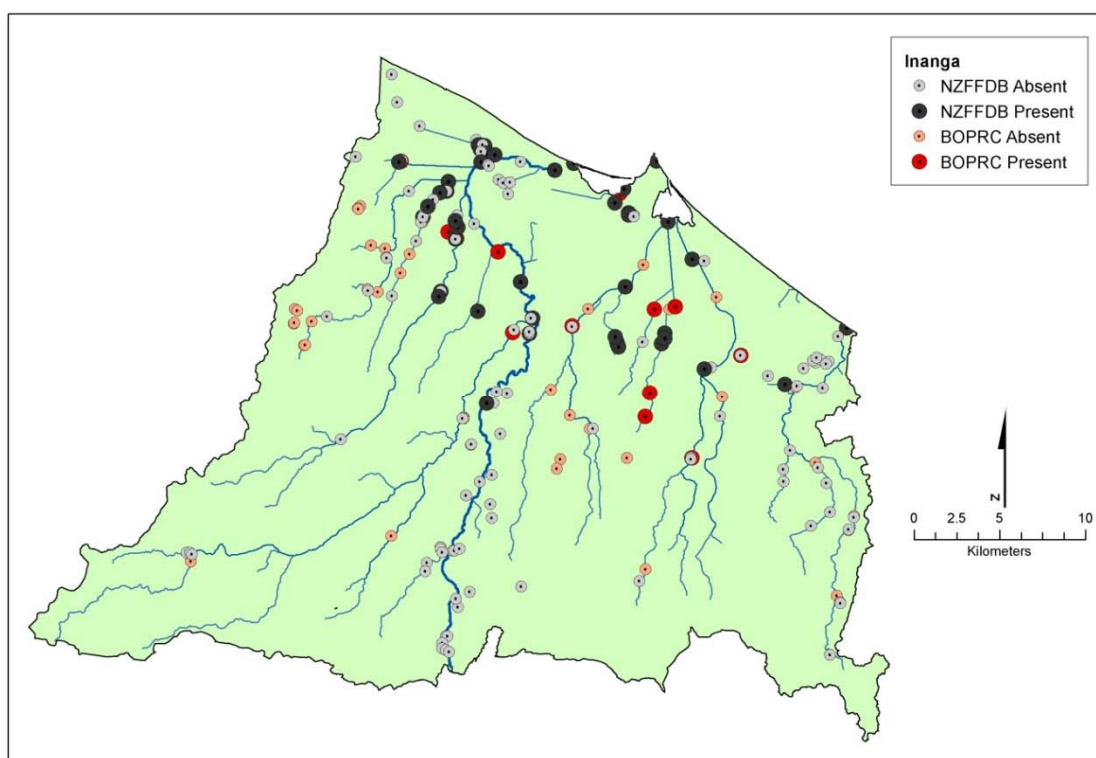 Inanga
NZFFDB Absent
NZFFDB Present
BOPRC Absent
BOPRC Present
N
0 2.5 5 10
Kilometers